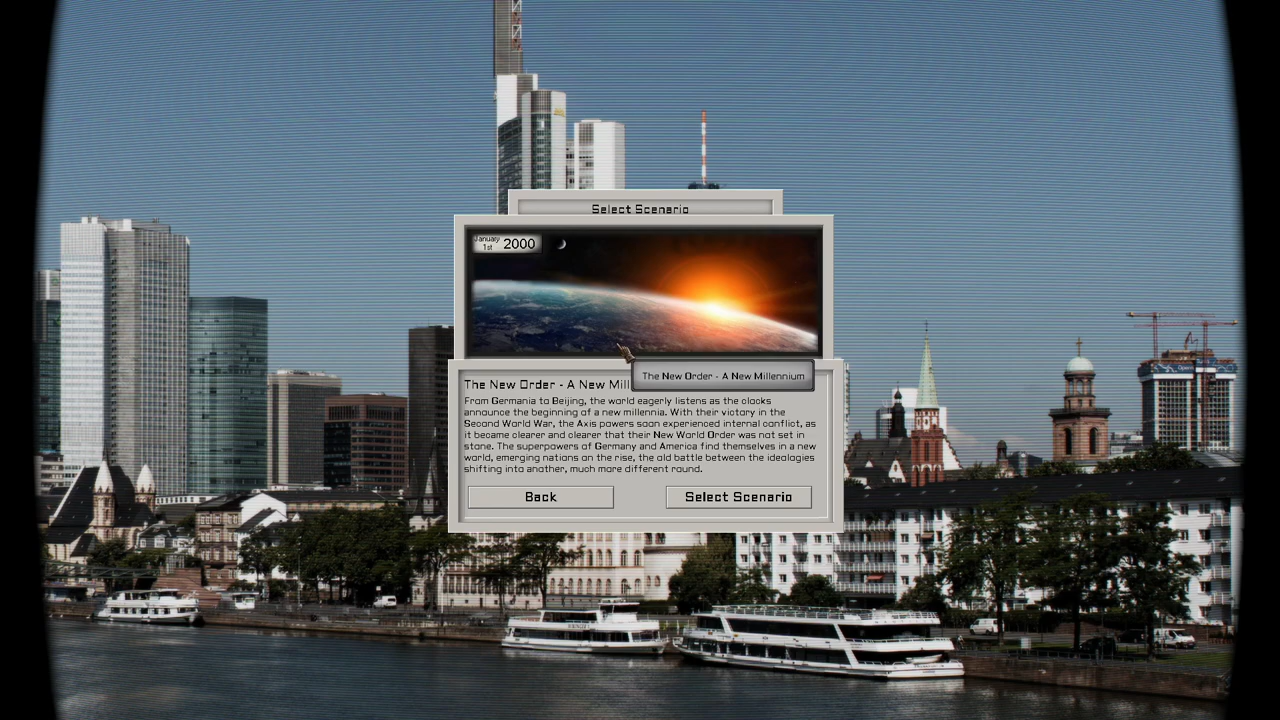 Select Scenario
January
1st 2000
The New Order - A New Millennium
The New Order - A New Mill
From Germania to Beijing, the world eagerly listens as the clocks
announce the beginning of a new millennia. With their victory in the
Second World War, the Axis powers soon experienced internal conflict, as
it became clearer and clearer that their New World Order was not set in
stone. The superpowers of Germany and America find themselves in a new
world, emerging nations on the rise, the old battle between the ideologies
shifting into another, much more different round.
Back
Select Scenario